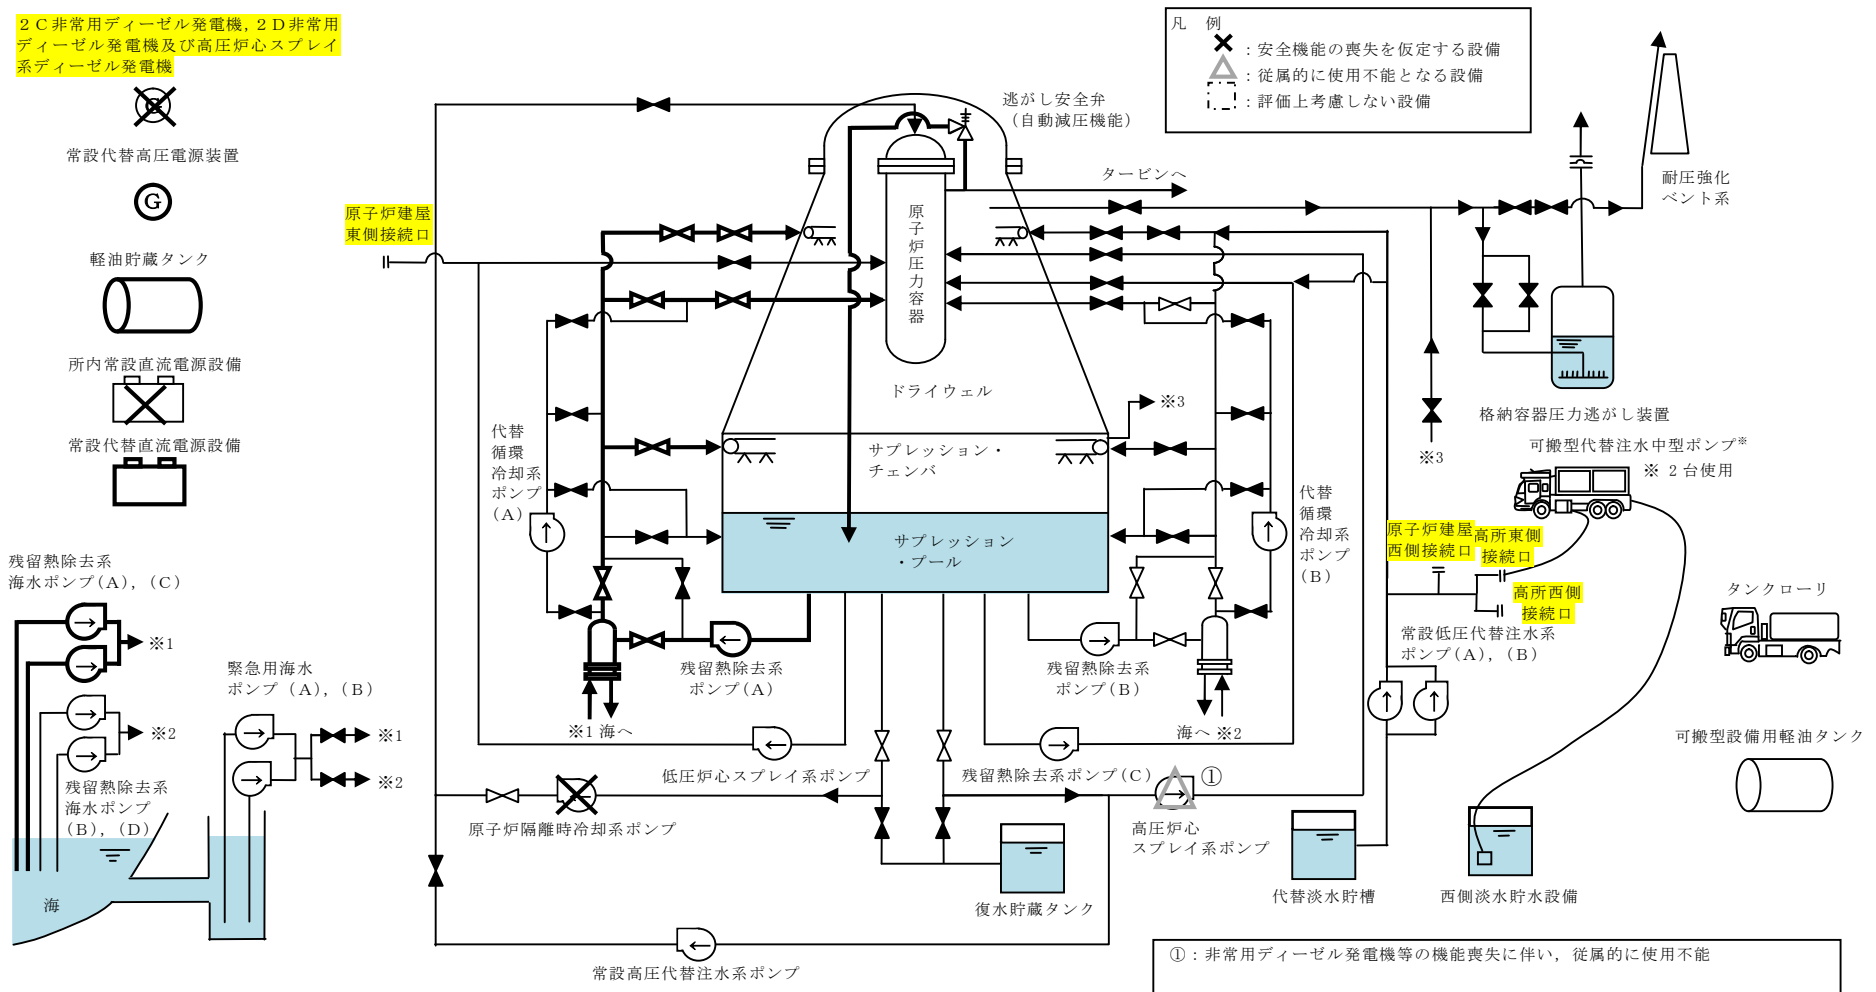 ２Ｃ非常用ディーゼル発電機，２Ｄ非常用
ディーゼル発電機及び高圧炉心スプレイ
系ディーゼル発電機
G
常設代替高圧電源装置
G
軽油貯蔵タンク
所内常設直流電源設備
常設代替直流電源設備
残留熱除去系
海水ポンプ(A)，(C)
※1
※2
残留熱除去系
海水ポンプ
(B)，(D)
海
緊急用海水
ポンプ（A），（B）
※1
※2
原子炉建屋
東側接続口
凡　例
：安全機能の喪失を仮定する設備
：従属的に使用不能となる設備
：評価上考慮しない設備
逃がし安全弁
（自動減圧機能）
タービンへ
原子炉圧力容器
ドライウェル
サプレッション・
チェンバ
サプレッション
・プール
※3
代替
循環
冷却系
ポンプ
(A)
代替
循環
冷却系
ポンプ
(B)
残留熱除去系
ポンプ(A)
残留熱除去系
ポンプ(B)
※1 海へ
海へ ※2
低圧炉心スプレイ系ポンプ
残留熱除去系ポンプ(C)
①
原子炉隔離時冷却系ポンプ
高圧炉心
スプレイ系ポンプ
復水貯蔵タンク
常設高圧代替注水系ポンプ
耐圧強化
ベント系
格納容器圧力逃がし装置
※3
可搬型代替注水中型ポンプ※
※ 2台使用
原子炉建屋
西側接続口
高所東側
接続口
高所西側
接続口
常設低圧代替注水系
ポンプ(A)，(B)
タンクローリ
可搬型設備用軽油タンク
代替淡水貯槽
西側淡水貯水設備
①：非常用ディーゼル発電機等の機能喪失に伴い，従属的に使用不能